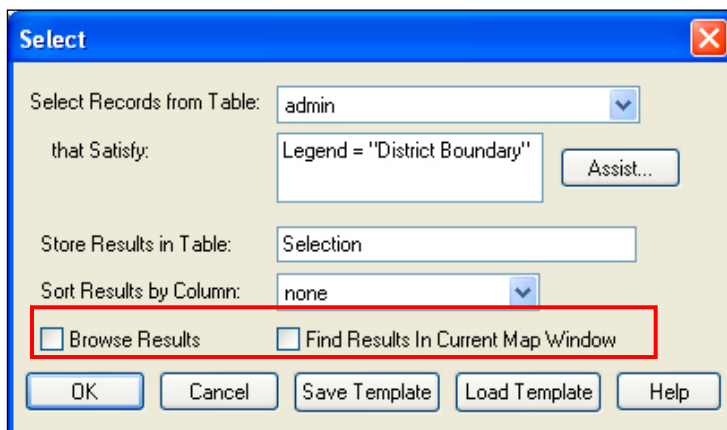 Select
Select Records from Table: admin
that Satisfy: Legend = "District Boundary"
Assist...
Store Results in Table: Selection
Sort Results by Column: none
Browse Results Find Results In Current Map Window
OK Cancel Save Template Load Template Help